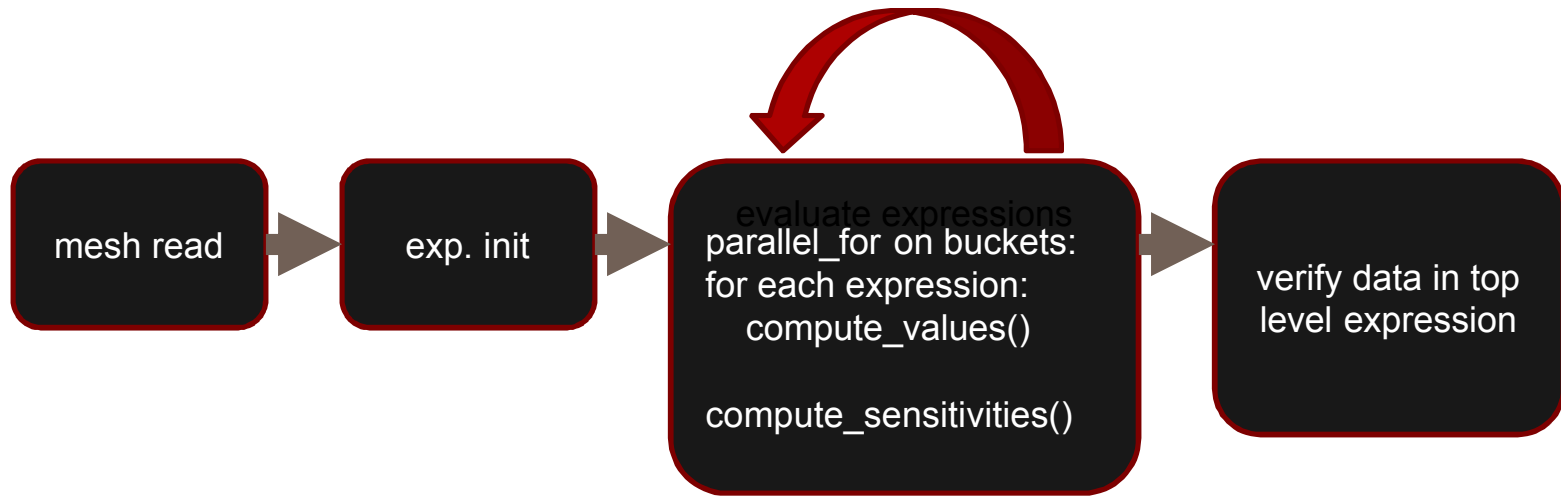 mesh read
exp. init
evaluate expressions
parallel_for on buckets:
for each expression:
compute_values()
compute_sensitivities()
verify data in top
level expression